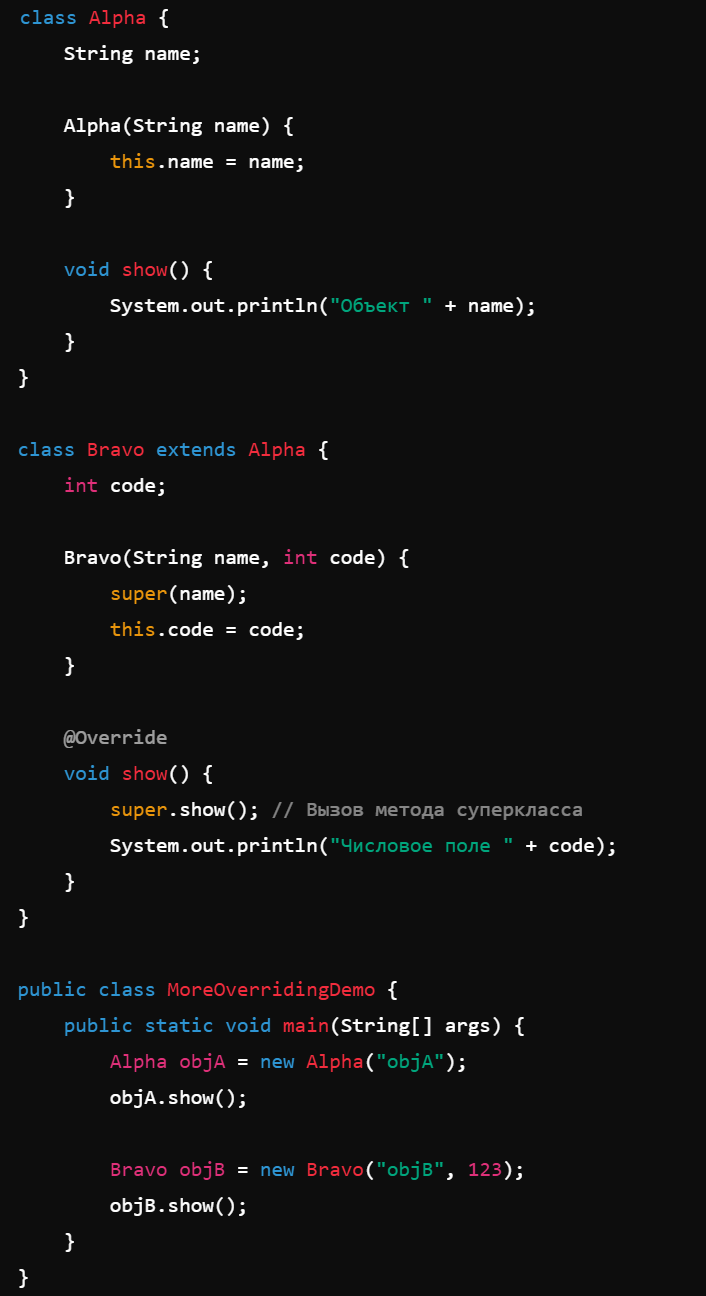 class Alpha {
    String name;

    Alpha(String name) {
        this.name = name;
    }

    void show() {
        System.out.println("Объект " + name);
    }
}

class Bravo extends Alpha {
    int code;

    Bravo(String name, int code) {
        super(name);
        this.code = code;
    }

    @Override
    void show() {
        super.show(); // Вызов метода суперкласса
        System.out.println("Числовое поле " + code);
    }
}

public class MoreOverridingDemo {
    public static void main(String[] args) {
        Alpha objA = new Alpha("objA");
        objA.show();

        Bravo objB = new Bravo("objB", 123);
        objB.show();
    }
}